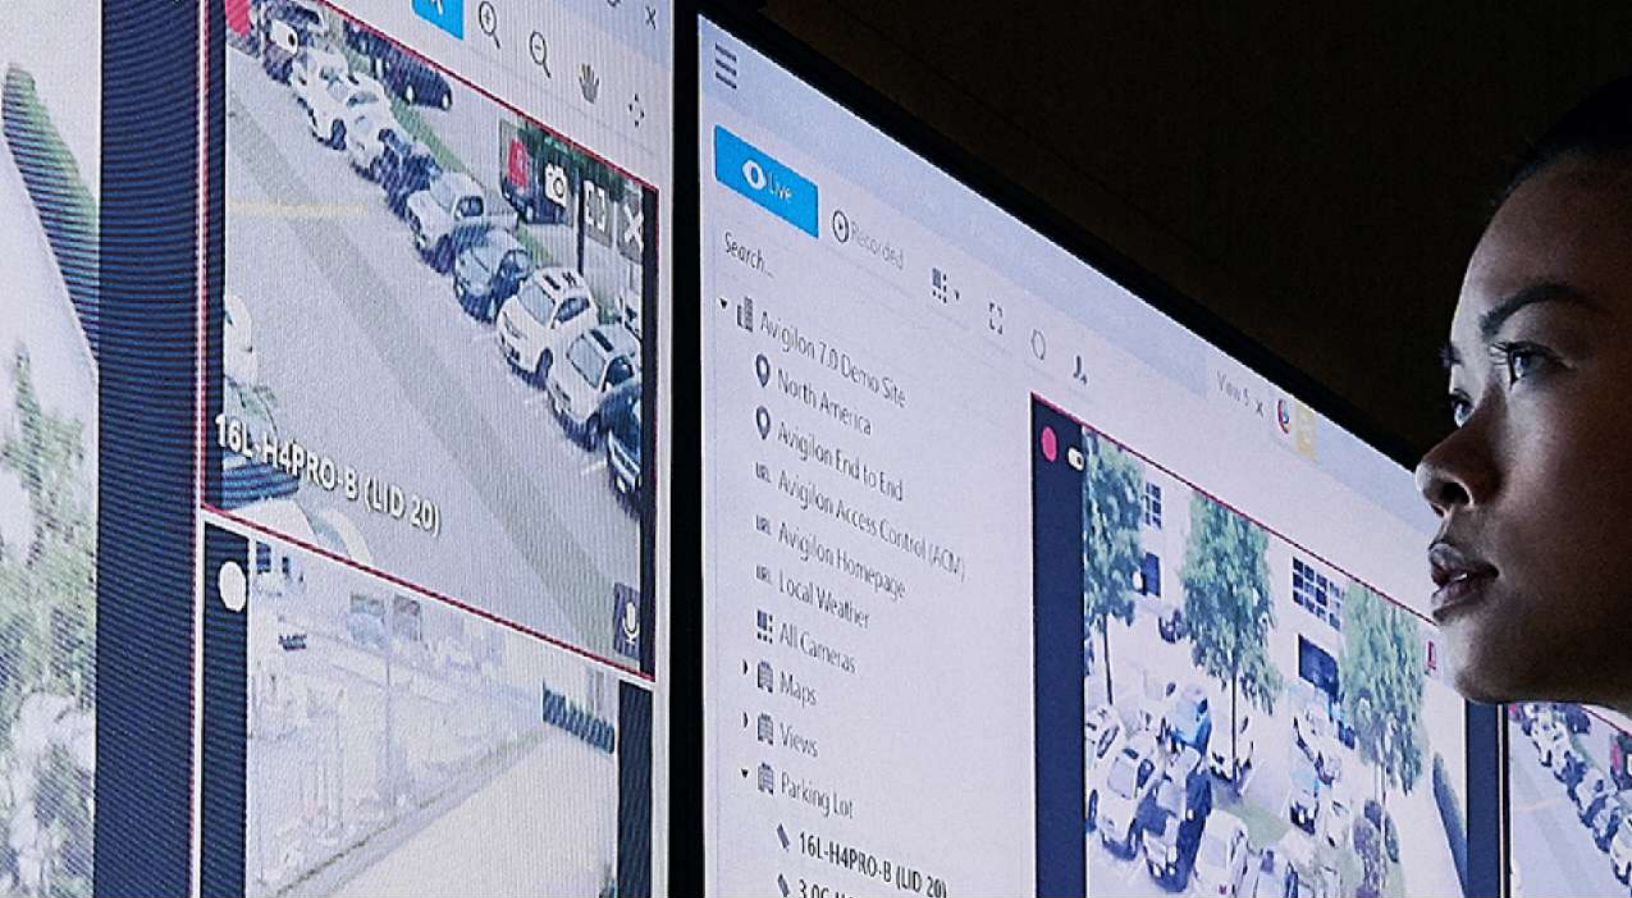 16L-H4PRO-B (LID 20)
Live
Recorded
Search...
View 5
Avigilon 7.0 Demo Site
North America
Avigilon End to End
Avigilon Access Control (ACM)
Avigilon Homepage
Local Weather
All Cameras
Maps
Views
Parking Lot
16L-H4PRO-B (LID 20)